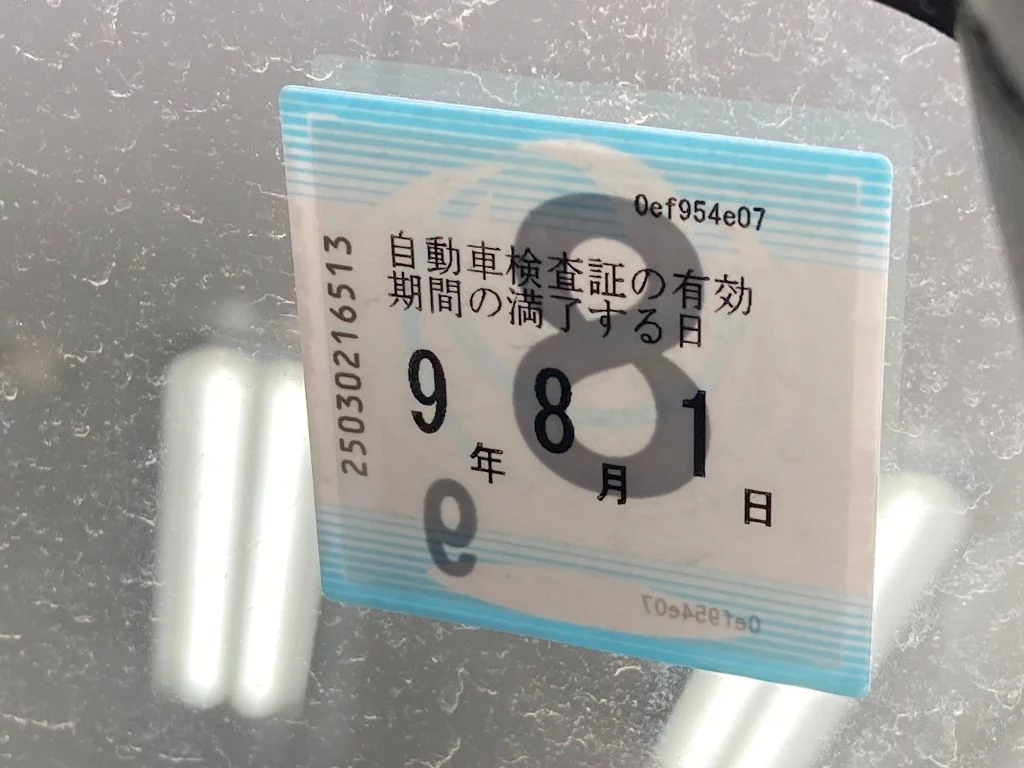 0ef954e07
自動車検査証の有効
期間の満了する日
9年8月1日
25030216513
8
9
0ef954e07